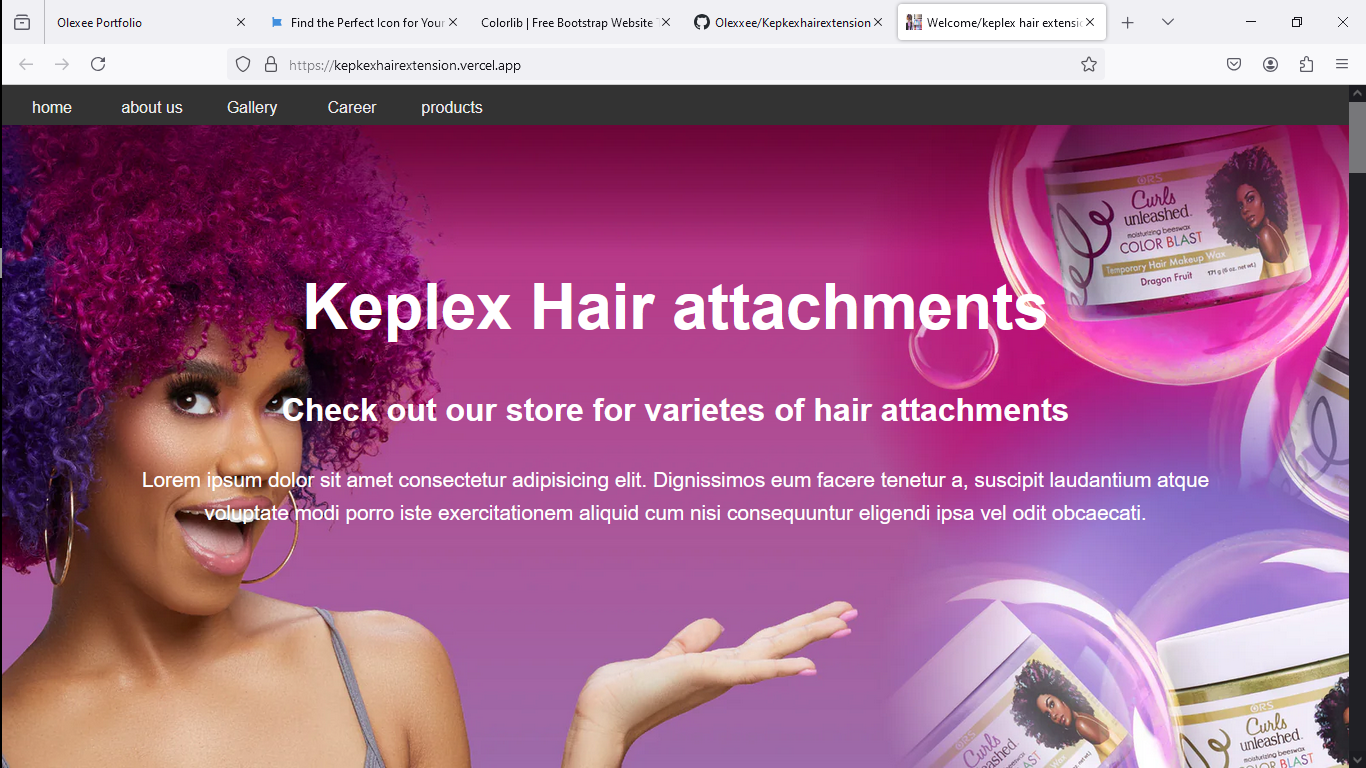 Olexee Portfolio
Find the Perfect Icon for Your
Colorlib | Free Bootstrap Website
Olexxee/Kepkexhairextension
Welcome/keplex hair extensi
https://kepkexhairextension.vercel.app
home about us Gallery Career products
ORS
Curls
unleashed
moisturizing beeswax
COLOR BLAST
Temporary Hair Makeup Wax
Dragon Fruit
171 g (6 oz. net wt.)
Keplex Hair attachments
Check out our store for varietes of hair attachments
Lorem ipsum dolor sit amet consectetur adipisicing elit. Dignissimos eum facere tenetur a, suscipit laudantium atque
voluptate modi porro iste exercitationem aliquid cum nisi consequuntur eligendi ipsa vel odit obcaecati.
ORS
Curls
unleashed
moisturizing beeswax
COLOR BLAST
ORS
Curls
unleashed
moisturizing beeswax
COLOR BLAST